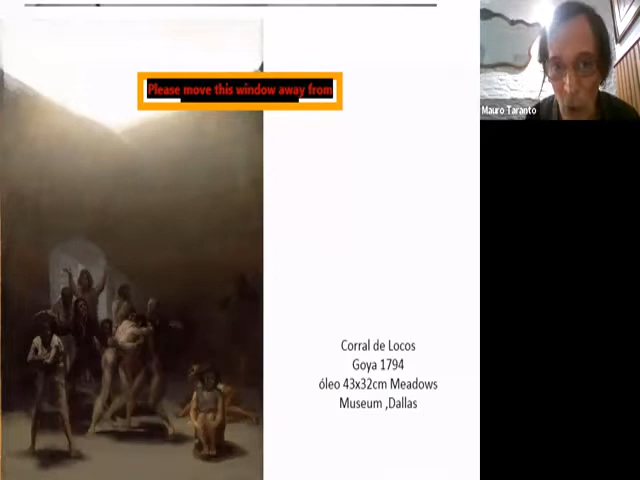 Please move this window away from
Mauro Taranto
Corral de Locos
Goya 1794
óleo 43x32cm Meadows
Museum ,Dallas